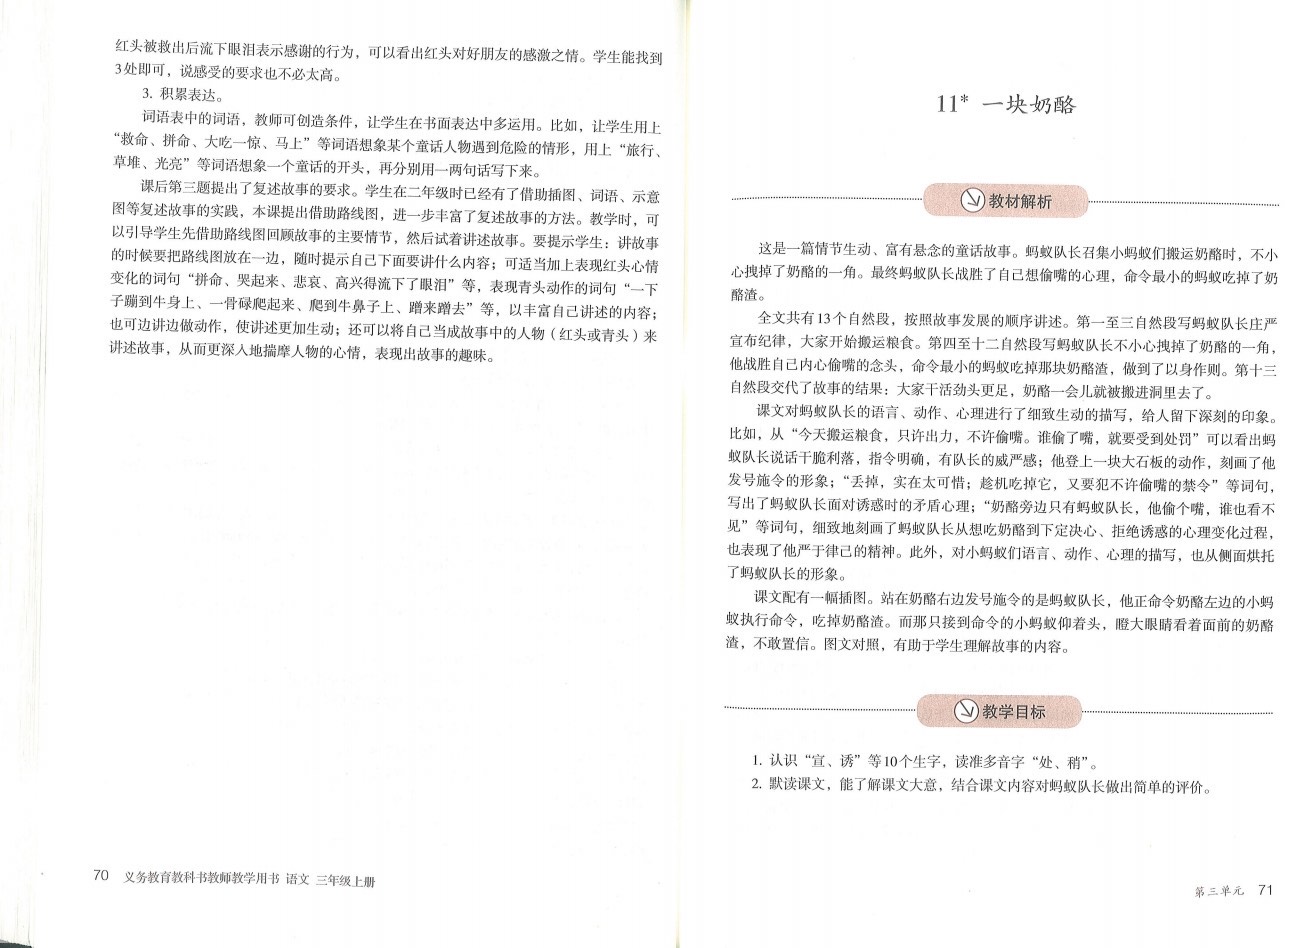 红头被救出后流下眼泪表示感谢的行为，可以看出红头对好朋友的感激之情。学生能找到
3处即可，说感受的要求也不必太高。
3. 积累表达。
词语表中的词语，教师可创造条件，让学生在书面表达中多运用。比如，让学生用上
“救命、拼命、大吃一惊、马上”等词语想象某个童话人物遇到危险的情形，用上“旅行、
草堆、光亮”等词语想象一个童话的开头，再分别用一两句话写下来。
课后第三题提出了复述故事的要求。学生在二年级时已经有了借助插图、词语、示意
图等复述故事的实践，本课提出借助路线图，进一步丰富了复述故事的方法。教学时，可
以引导学生先借助路线图回顾故事的主要情节，然后试着讲述故事。要提示学生：讲故事
的时候要把路线图放在一边，随时提示自己下面要讲什么内容；可适当加上表现红头心情
变化的词句“拼命、哭起来、悲哀、高兴得流下了眼泪”等，表现青头动作的词句“一下
子蹦到牛身上、一骨碌爬起来、爬到牛鼻子上、蹭来蹭去”等，以丰富自己讲述的内容；
也可边讲边做动作，使讲述更加生动；还可以将自己当成故事中的人物（红头或青头）来
讲述故事，从而更深入地揣摩人物的心情，表现出故事的趣味。
70 义务教育教科书教师教学用书 语文 三年级上册
11* 一块奶酪
教材解析
这是一篇情节生动、富有悬念的童话故事。蚂蚁队长召集小蚂蚁们搬运奶酪时，不小
心拽掉了奶酪的一角。最终蚂蚁队长战胜了自己想偷嘴的心理，命令最小的蚂蚁吃掉了奶
酪渣。
全文共有13个自然段，按照故事发展的顺序讲述。第一至三自然段写蚂蚁队长庄严
宣布纪律，大家开始搬运粮食。第四至十二自然段写蚂蚁队长不小心拽掉了奶酪的一角，
他战胜自己内心偷嘴的念头，命令最小的蚂蚁吃掉那块奶酪渣，做到了以身作则。第十三
自然段交代了故事的结果：大家干活劲头更足，奶酪一会儿就被搬进洞里去了。
课文对蚂蚁队长的语言、动作、心理进行了细致生动的描写，给人留下深刻的印象。
比如，从“今天搬运粮食，只许出力，不许偷嘴。谁偷了嘴，就要受到处罚”可以看出蚂
蚁队长说话干脆利落，指令明确，有队长的威严感；他登上一块大石板的动作，刻画了他
发号施令的形象；“丢掉，实在太可惜；趁机吃掉它，又要犯不许偷嘴的禁令”等词句，
写出了蚂蚁队长面对诱惑时的矛盾心理；“奶酪旁边只有蚂蚁队长，他偷个嘴，谁也看不
见”等词句，细致地刻画了蚂蚁队长从想吃奶酪到下定决心、拒绝诱惑的心理变化过程，
也表现了他严于律己的精神。此外，对小蚂蚁们语言、动作、心理的描写，也从侧面烘托
了蚂蚁队长的形象。
课文配有一幅插图。站在奶酪右边发号施令的是蚂蚁队长，他正命令奶酪左边的小蚂
蚁执行命令，吃掉奶酪渣。而那只接到命令的小蚂蚁仰着头，瞪大眼睛看着面前的奶酪
渣，不敢置信。图文对照，有助于学生理解故事的内容。
教学目标
1. 认识“宣、诱”等10个生字，读准多音字“处、稍”。
2. 默读课文，能了解课文大意，结合课文内容对蚂蚁队长做出简单的评价。
第三单元 71